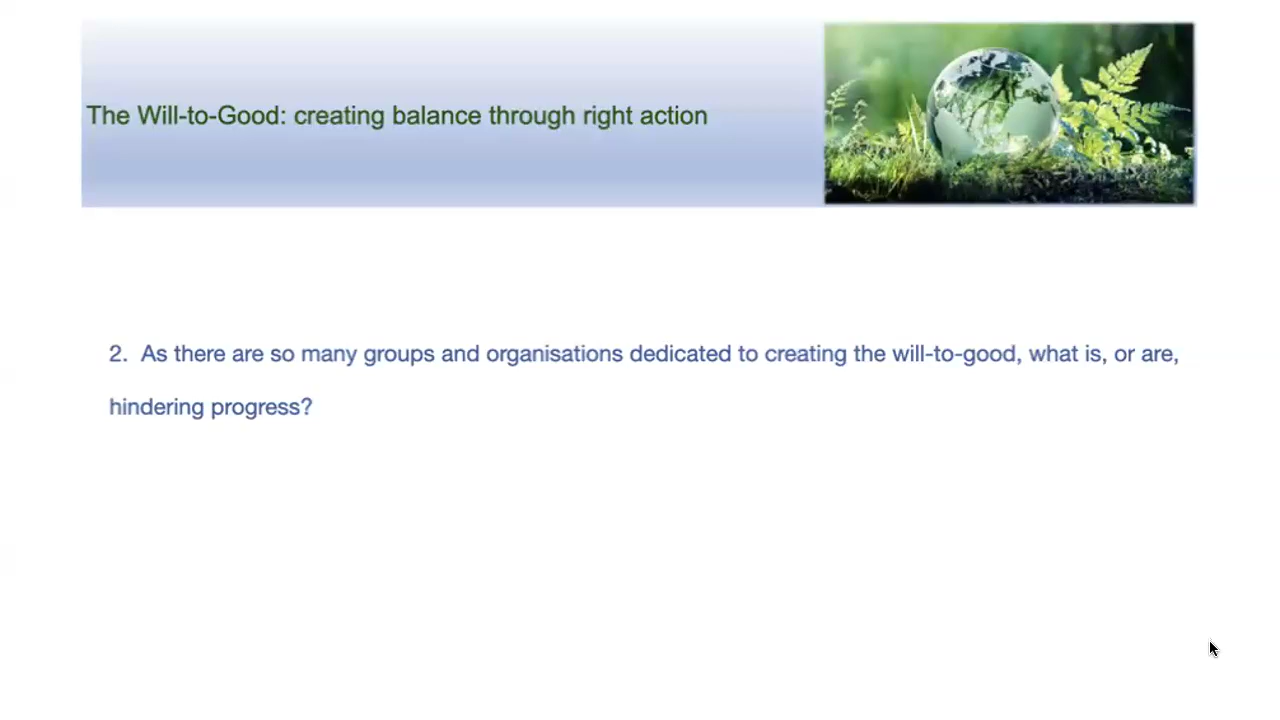 The Will-to-Good: creating balance through right action
2. As there are so many groups and organisations dedicated to creating the will-to-good, what is, or are,
hindering progress?